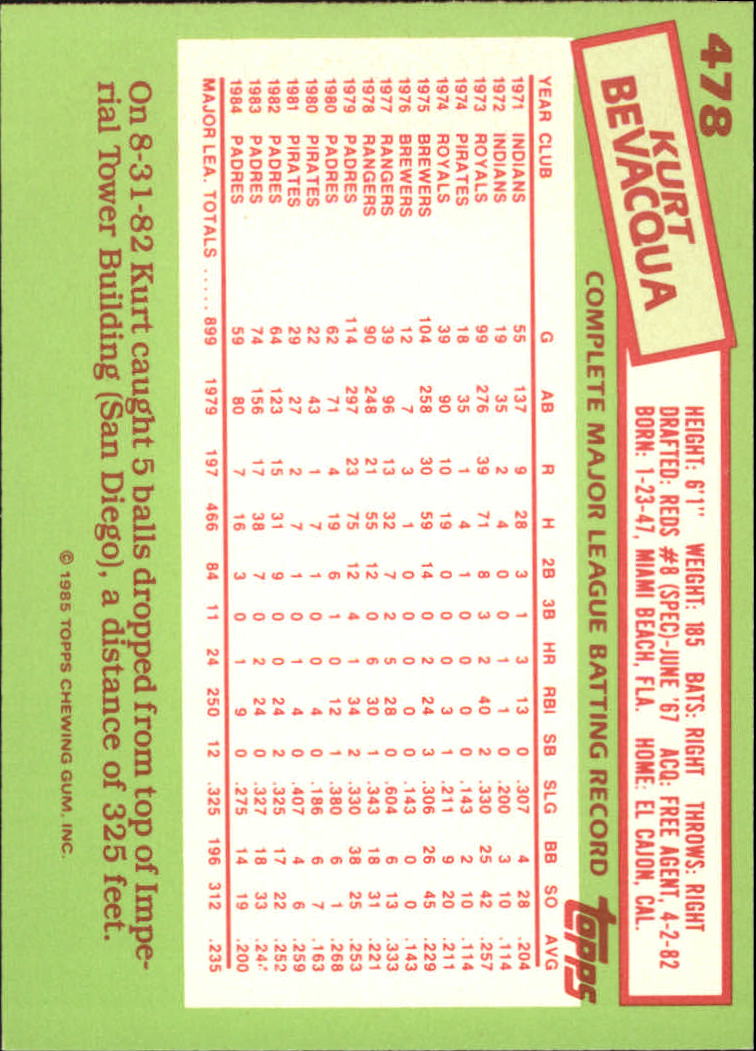 478
KURT
BEVACQUA
HEIGHT: 6'1" WEIGHT: 185 BATS: RIGHT THROWS: RIGHT
DRAFTED: REDS #8 (SPEC)-JUNE '67 ACQ: FREE AGENT, 4-2-82
BORN: 1-23-47, MIAMI BEACH, FLA. HOME: EL CAJON, CAL.
COMPLETE MAJOR LEAGUE BATTING RECORD topps
YEAR CLUB G AB R H 2B 3B HR RBI SB SLG BB SO AVG
1971 INDIANS 55 137 9 28 3 1 3 13 0 .307 4 28 .204
1972 INDIANS 19 35 2 4 0 0 1 1 0 .200 3 10 .114
1973 ROYALS 99 276 39 71 8 3 2 40 2 .330 25 42 .257
1974 PIRATES 18 35 1 4 1 0 0 0 0 .143 2 10 .114
1974 ROYALS 39 90 10 19 0 0 0 3 1 .211 9 20 .211
1975 BREWERS 104 258 30 59 14 0 2 24 3 .306 26 45 .229
1976 BREWERS 12 7 3 1 0 0 0 0 0 .143 0 0 .143
1977 RANGERS 39 96 13 32 7 2 5 28 0 .604 6 13 .333
1978 RANGERS 90 248 21 55 12 0 6 30 1 .343 18 31 .221
1979 PADRES 114 297 23 75 12 4 1 34 2 .330 38 25 .253
1980 PADRES 62 71 4 19 6 1 0 12 1 .380 6 1 .268
1980 PIRATES 22 43 1 7 1 0 0 4 0 .186 6 7 .163
1981 PIRATES 29 27 2 7 1 0 1 4 0 .407 4 6 .259
1982 PADRES 64 123 15 31 9 0 0 24 2 .325 17 22 .252
1983 PADRES 74 156 17 38 7 0 2 24 0 .327 18 33
1984 PADRES 59 80 7 16 3 0 1 9 0 .275 14 19 .200
MAJOR LEA. TOTALS ..... 899 1979 197 466 84 11 24 250 12 .325 196 312 .235
On 8-31-82 Kurt caught 5 balls dropped from top of Impe-
rial Tower Building (San Diego), a distance of 325 feet.
© 1985 TOPPS CHEWING GUM, INC.